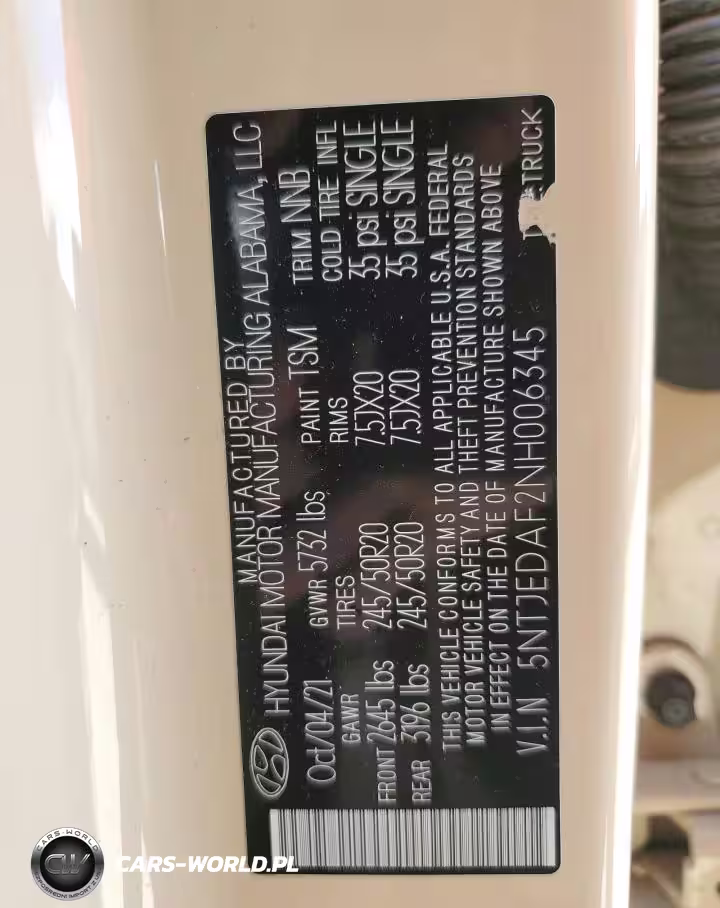 MANUFACTURED BY
HYUNDAI MOTOR MANUFACTURING ALABAMA, LLC
Oct/04/21 GVWR 5732 lbs PAINT TSM TRIM NNB
GAWR TIRES RIMS COLD TIRE INFL
FRONT 2645 lbs 245/50R20 7.5JX20 35 psi SINGLE
REAR 3196 lbs 245/50R20 7.5JX20 35 psi SINGLE
THIS VEHICLE CONFORMS TO ALL APPLICABLE U.S.A. FEDERAL
MOTOR VEHICLE SAFETY AND THEFT PREVENTION STANDARDS
IN EFFECT ON THE DATE OF MANUFACTURE SHOWN ABOVE
V.I.N 5NTJEDAF2NH006345 TRUCK
CARS-WORLD
CW
CARS-WORLD.PL